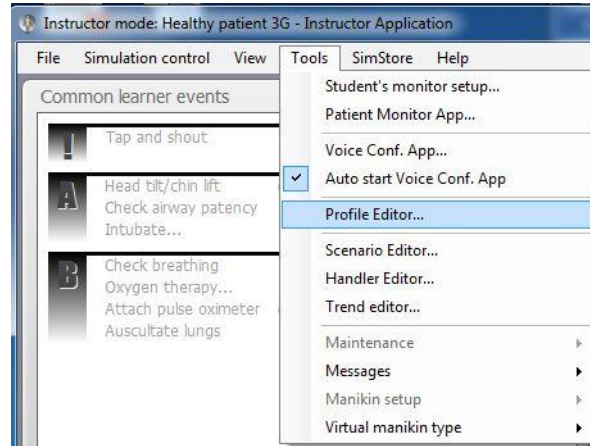 Instructor mode: Healthy patient 3G - Instructor Application
File Simulation control View Tools SimStore Help
Common learner events
! Tap and shout
A Head tilt/chin lift
Check airway patency
Intubate...
B Check breathing
Oxygen therapy...
Attach pulse oximeter
Auscultate lungs
Student's monitor setup...
Patient Monitor App...
Voice Conf. App...
Auto start Voice Conf. App
Profile Editor...
Scenario Editor...
Handler Editor...
Trend editor...
Maintenance
Messages
Manikin setup
Virtual manikin type